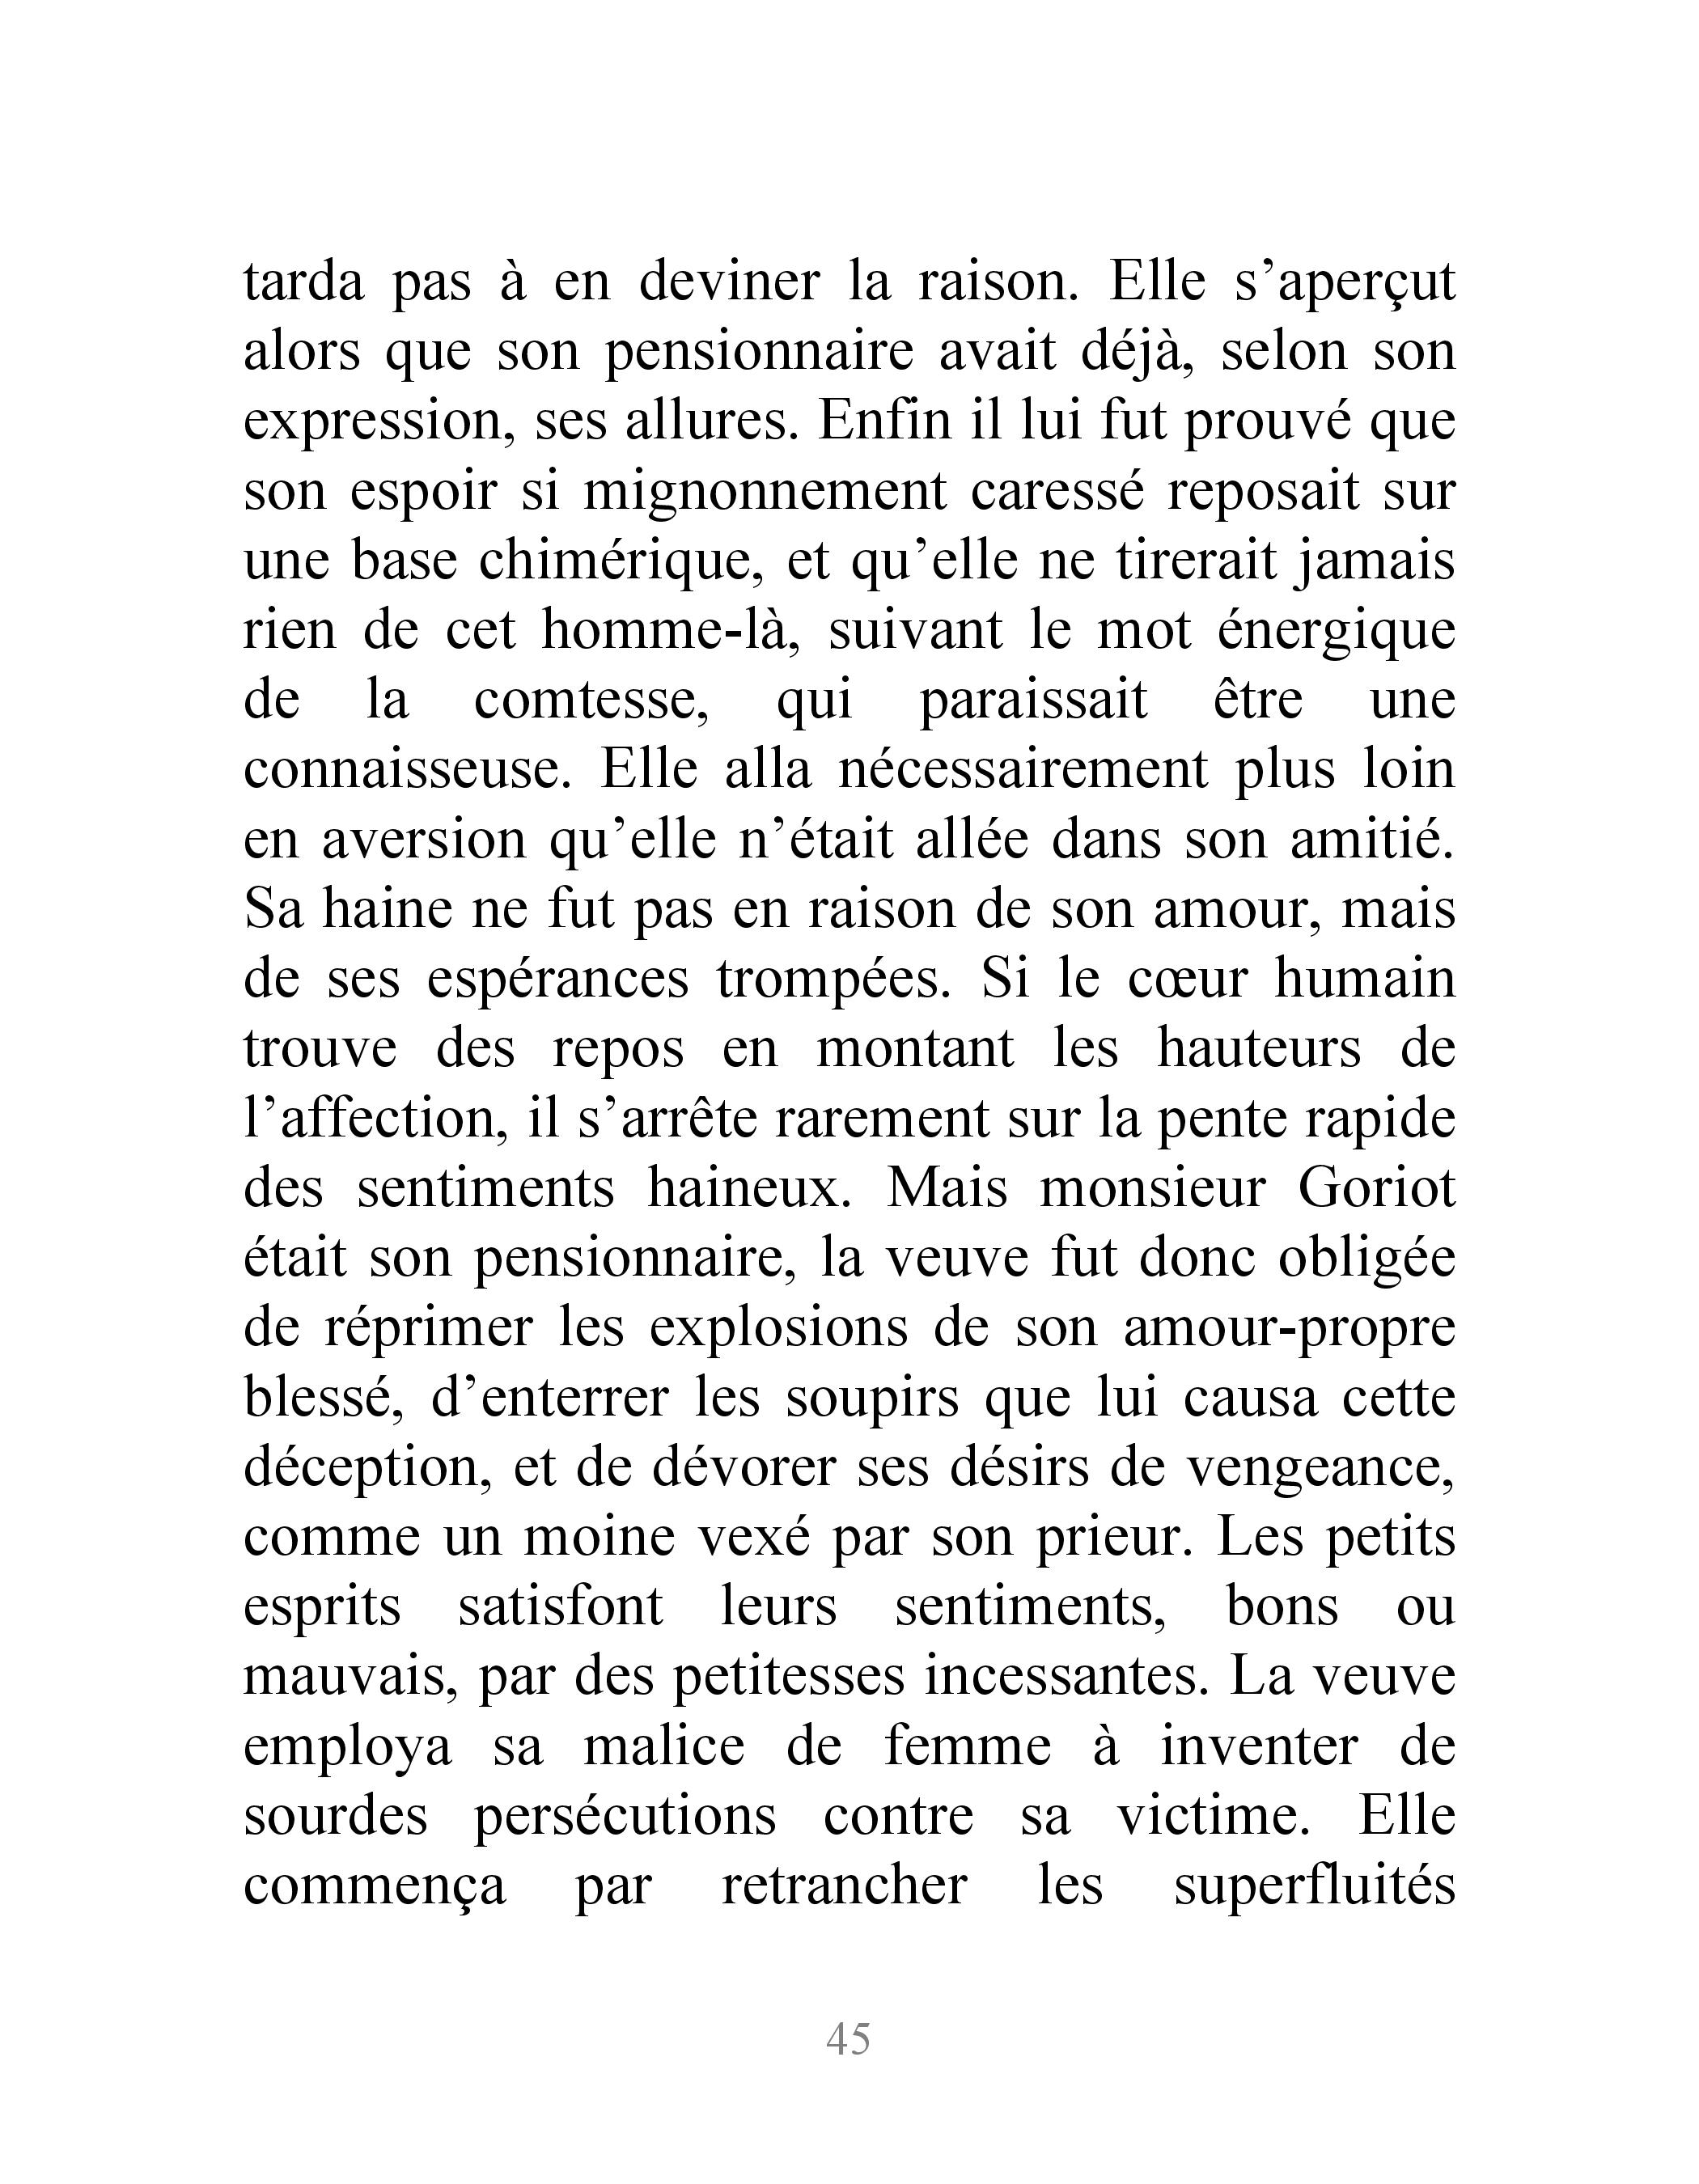 tarda pas à en deviner la raison. Elle s’aperçut
alors que son pensionnaire avait déjà, selon son
expression, ses allures. Enfin il lui fut prouvé que
son espoir si mignonnement caressé reposait sur
une base chimérique, et qu’elle ne tirerait jamais
rien de cet homme-là, suivant le mot énergique
de la comtesse, qui paraissait être une
connaisseuse. Elle alla nécessairement plus loin
en aversion qu’elle n’était allée dans son amitié.
Sa haine ne fut pas en raison de son amour, mais
de ses espérances trompées. Si le cœur humain
trouve des repos en montant les hauteurs de
l’affection, il s’arrête rarement sur la pente rapide
des sentiments haineux. Mais monsieur Goriot
était son pensionnaire, la veuve fut donc obligée
de réprimer les explosions de son amour-propre
blessé, d’enterrer les soupirs que lui causa cette
déception, et de dévorer ses désirs de vengeance,
comme un moine vexé par son prieur. Les petits
esprits satisfont leurs sentiments, bons ou
mauvais, par des petitesses incessantes. La veuve
employa sa malice de femme à inventer de
sourdes persécutions contre sa victime. Elle
commença par retrancher les superfluités
45